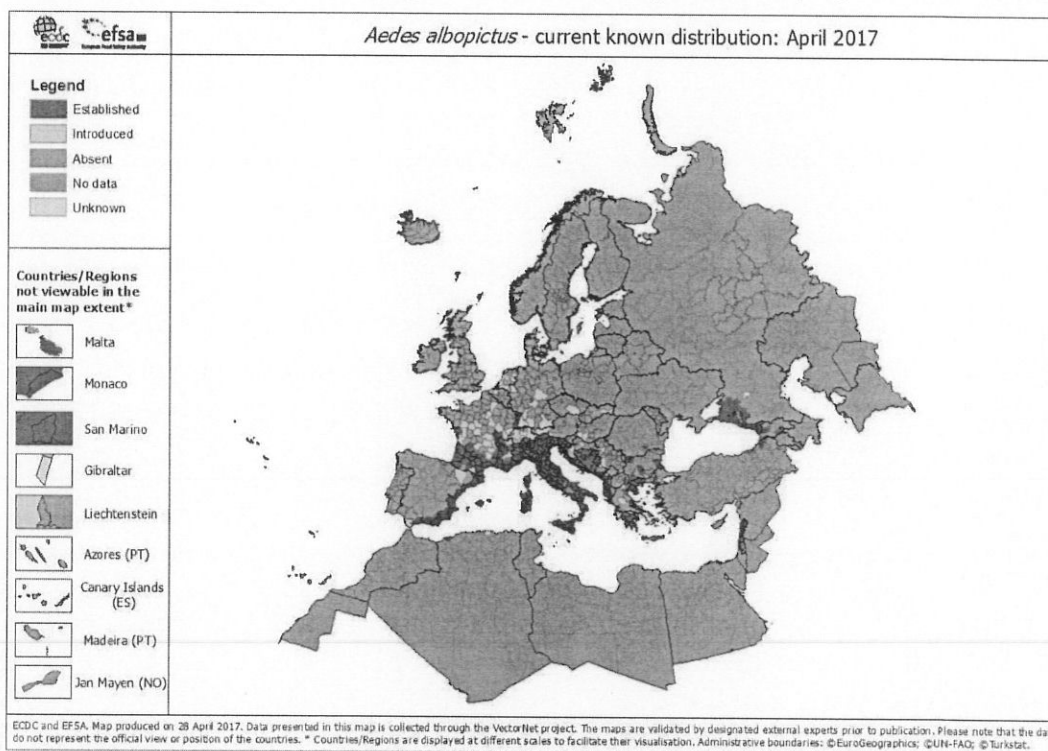 ecdc
efsa
European Food Safety Authority
Aedes albopictus - current known distribution: April 2017
Legend
Established
Introduced
Absent
No data
Unknown
Countries/Regions
not viewable in the
main map extent*
Malta
Monaco
San Marino
Gibraltar
Liechtenstein
Azores (PT)
Canary Islands
(ES)
Madeira (PT)
Jan Mayen (NO)
ECDC and EFSA. Map produced on 28 April 2017. Data presented in this map is collected through the VectorNet project. The maps are validated by designated external experts prior to publication. Please note that the da
do not represent the official view or position of the countries. * Countries/Regions are displayed at different scales to facilitate their visualisation. Administrative boundaries: ©EuroGeographics; ©UN-FAO; ©Turkstat.